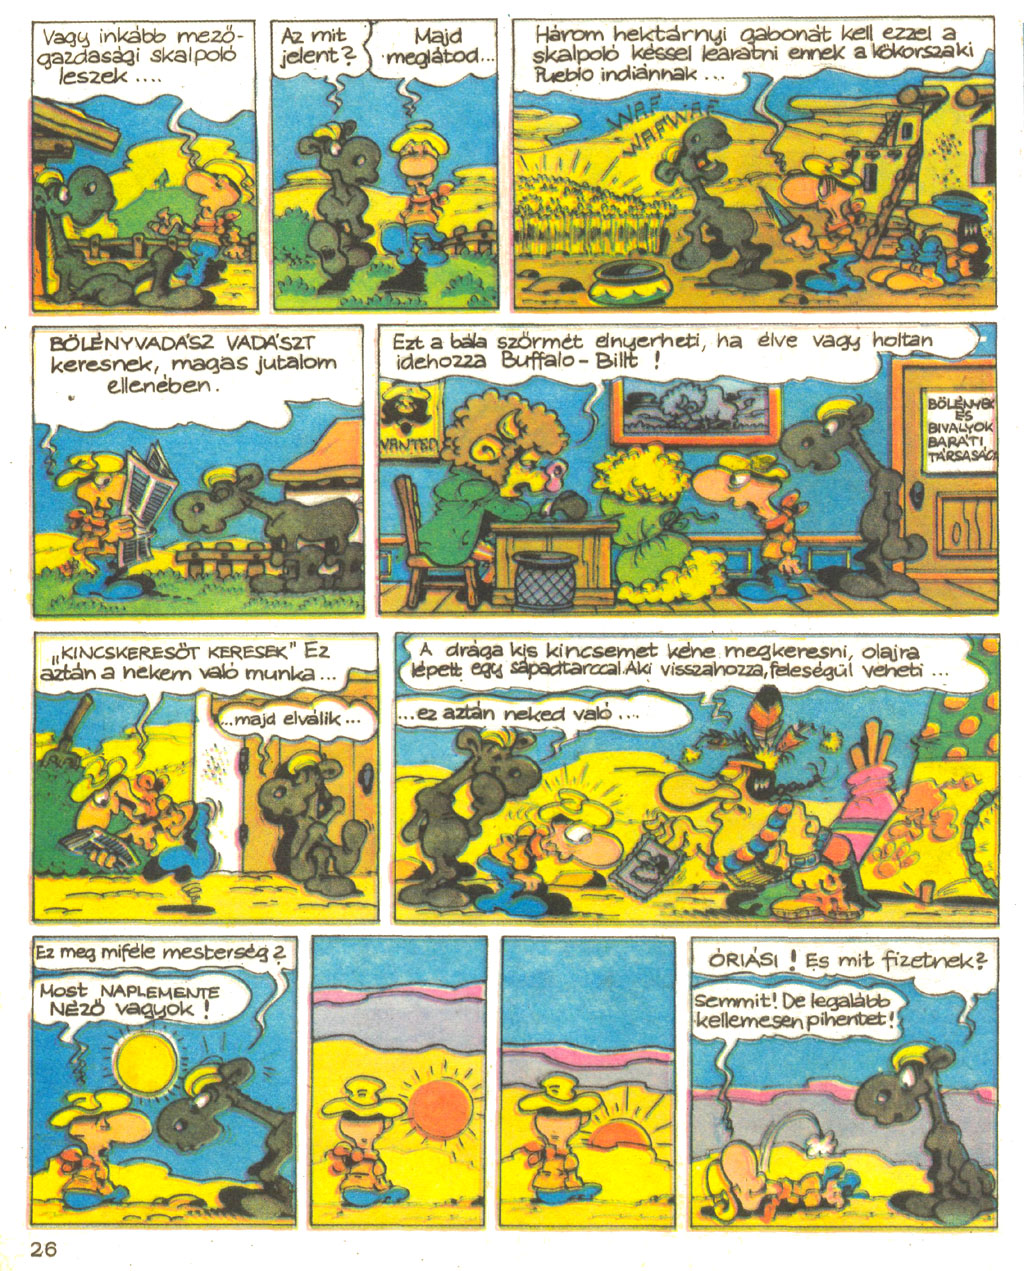 Vagy inkább mező-
gazdasági skalpoló
leszek ....
Az mit
jelent?
Majd
meglátod...
Három hektárnyi gabonát kell ezzel a
skalpoló késsel learatni ennek a kőkorszaki
Pueblo indiánnak ...
WAF
WAFWAF
BÖLÉNYVADÁSZ VADÁSZT
keresnek, magas jutalom
ellenében.
Ezt a bála szőrmét elnyerheti, ha élve vagy holtan
idehozza Buffalo-Billt !
WANTED
BÖLÉNYEK
ÉS
BIVALYOK
BARÁTI
TÁRSASÁGA
„KINCSKERESŐT KERESEK" Ez
aztán a nekem való munka...
...majd elválik...
A drága kis kincsemet kéne megkeresni, olajra
lépett egy sápadtarccal. Aki visszahozza, feleségül veheti ...
...ez aztán neked való ....
Ez meg miféle mesterség?
Most NAPLEMENTE
NÉZŐ vagyok !
ÓRIÁSI ! És mit fizetnek?
Semmit! De legalább
kellemesen pihentet!
26